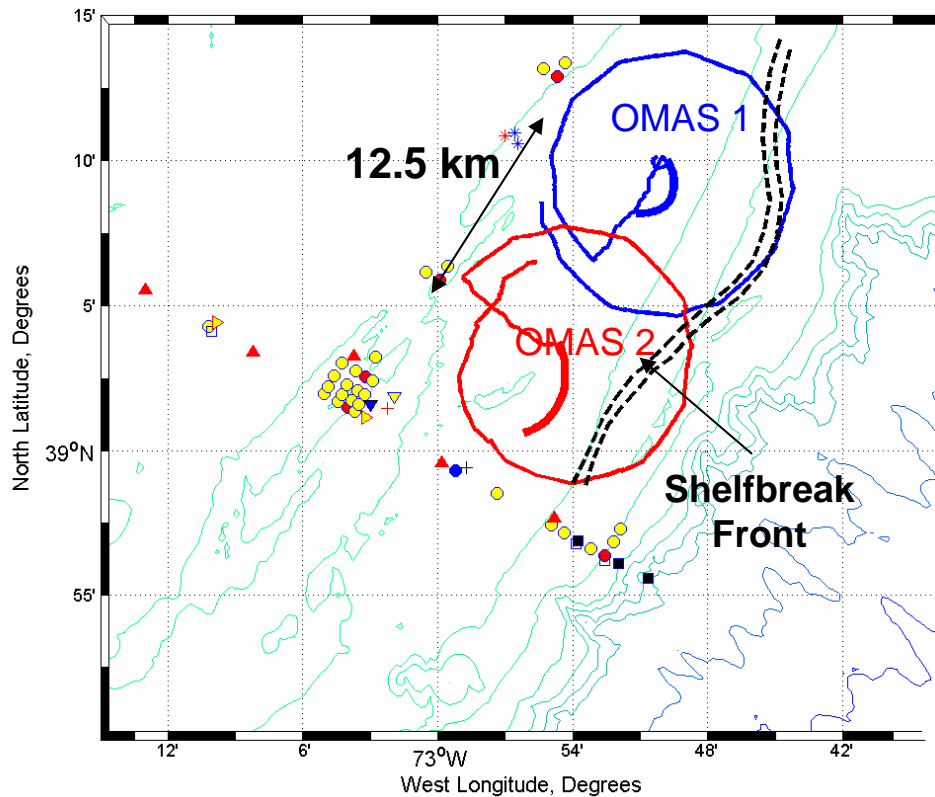 15'
OMAS 1
12.5 km
10'
5'
OMAS 2
39°N
Shelfbreak
Front
55'
12'
6'
73°W
54'
48'
42'
North Latitude, Degrees
West Longitude, Degrees